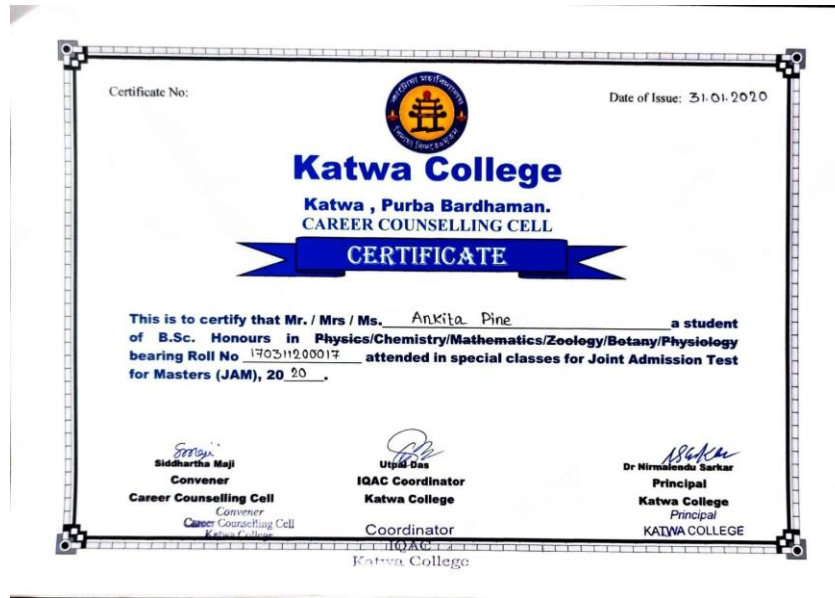 Certificate No:
Date of Issue: 31.01.2020
Katwa College
Katwa , Purba Bardhaman.
CAREER COUNSELLING CELL
CERTIFICATE
This is to certify that Mr. / Mrs / Ms. Ankita Pine a student
of B.Sc. Honours in Physics/Chemistry/Mathematics/Zoology/Botany/Physiology
bearing Roll No 170311200017 attended in special classes for Joint Admission Test
for Masters (JAM), 20 20 .
Siddhartha Maji
Convener
Career Counselling Cell
Convener
Career Counselling Cell
Katwa College
Utpal Das
IQAC Coordinator
Katwa College
Coordinator
IQAC
Katwa College
Dr Nirmalendu Sarkar
Principal
Katwa College
Principal
KATWA COLLEGE